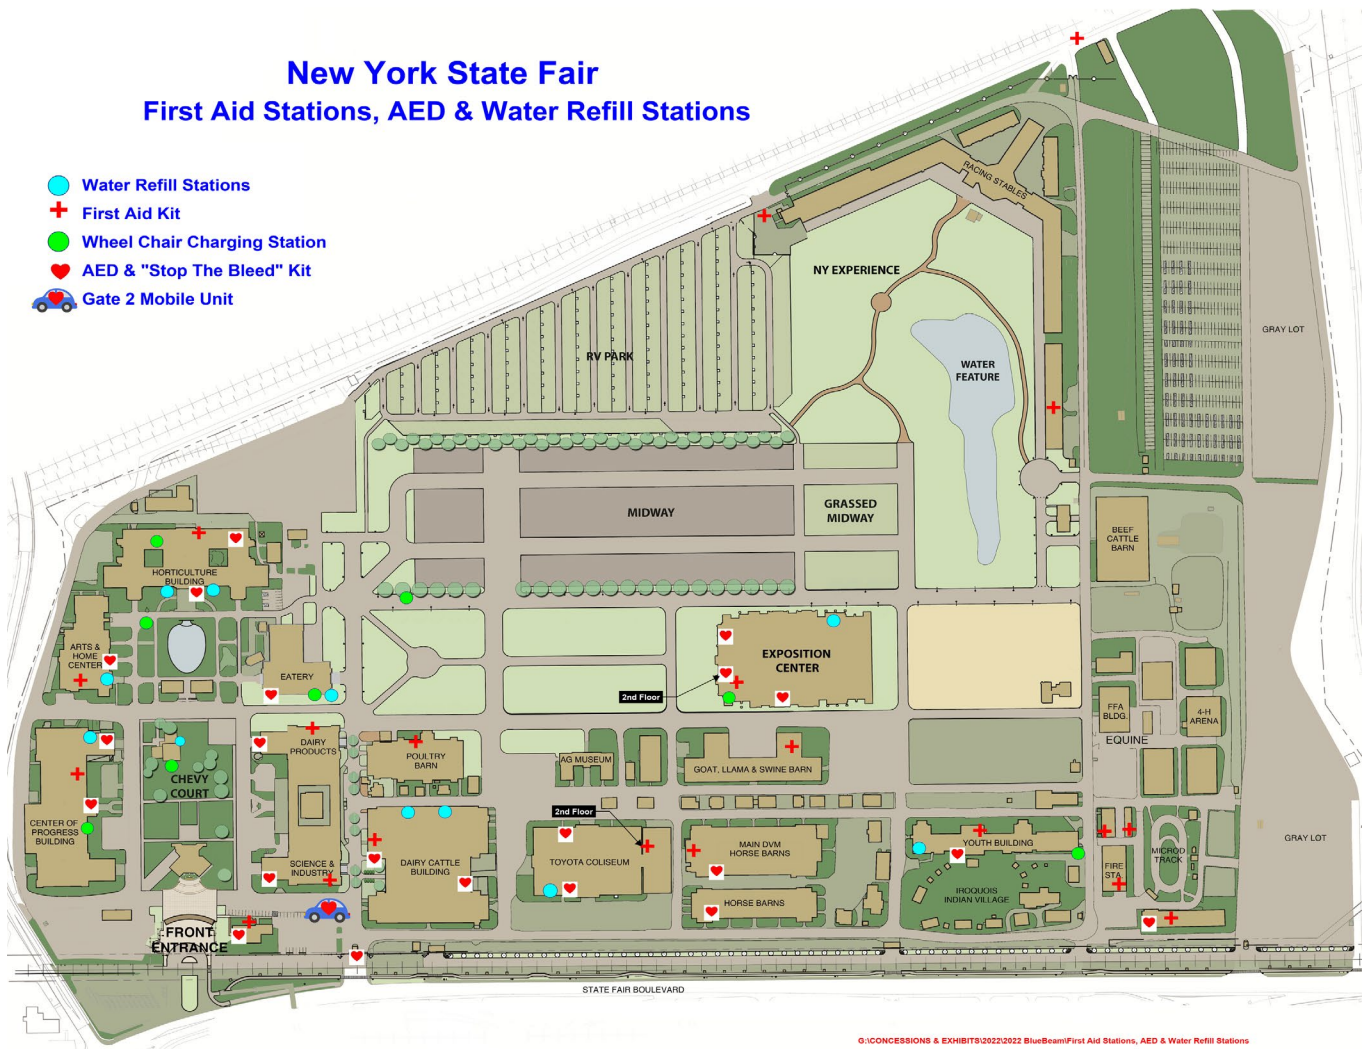 New York State Fair
First Aid Stations, AED & Water Refill Stations
Water Refill Stations
First Aid Kit
Wheel Chair Charging Station
AED & "Stop The Bleed" Kit
Gate 2 Mobile Unit
RACING STABLES
NY EXPERIENCE
GRAY LOT
RV PARK
WATER
FEATURE
MIDWAY
GRASSED
MIDWAY
BEEF
CATTLE
BARN
HORTICULTURE
BUILDING
ARTS &
HOME
CENTER
EATERY
EXPOSITION
CENTER
2nd Floor
FFA
BLDG.
4-H
ARENA
EQUINE
DAIRY
PRODUCTS
POULTRY
BARN
AG MUSEUM
GOAT, LLAMA & SWINE BARN
CHEVY
COURT
2nd Floor
CENTER OF
PROGRESS
BUILDING
SCIENCE &
INDUSTRY
DAIRY CATTLE
BUILDING
TOYOTA COLISEUM
MAIN DVM
HORSE BARNS
HORSE BARNS
YOUTH BUILDING
IROQUOIS
INDIAN VILLAGE
FIRE
STA.
MICROD
TRACK
GRAY LOT
FRONT
ENTRANCE
STATE FAIR BOULEVARD
G:\CONCESSIONS & EXHIBITS\2022\2022 BlueBeam\First Aid Stations, AED & Water Refill Stations